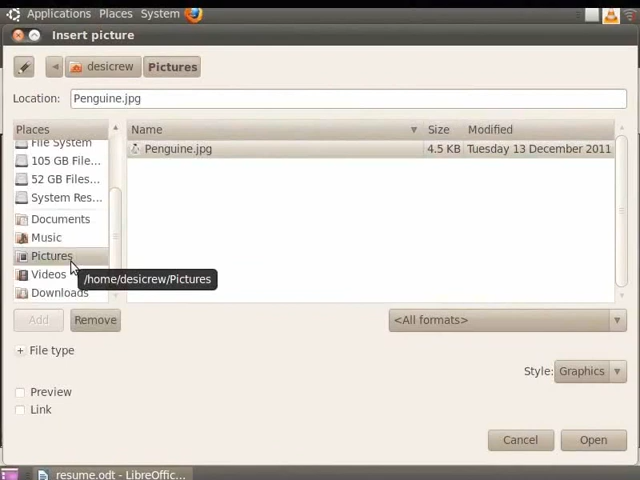 Applications Places System
Insert picture
desicrew Pictures
Location: Penguine.jpg
Places Name Size Modified
File System Penguine.jpg 4.5 KB Tuesday 13 December 2011
105 GB File...
52 GB Files...
System Res...
Documents
Music
Pictures
Videos /home/desicrew/Pictures
Downloads
Add Remove <All formats>
File type
Style: Graphics
Preview
Link
Cancel Open
resume.odt - LibreOffic...